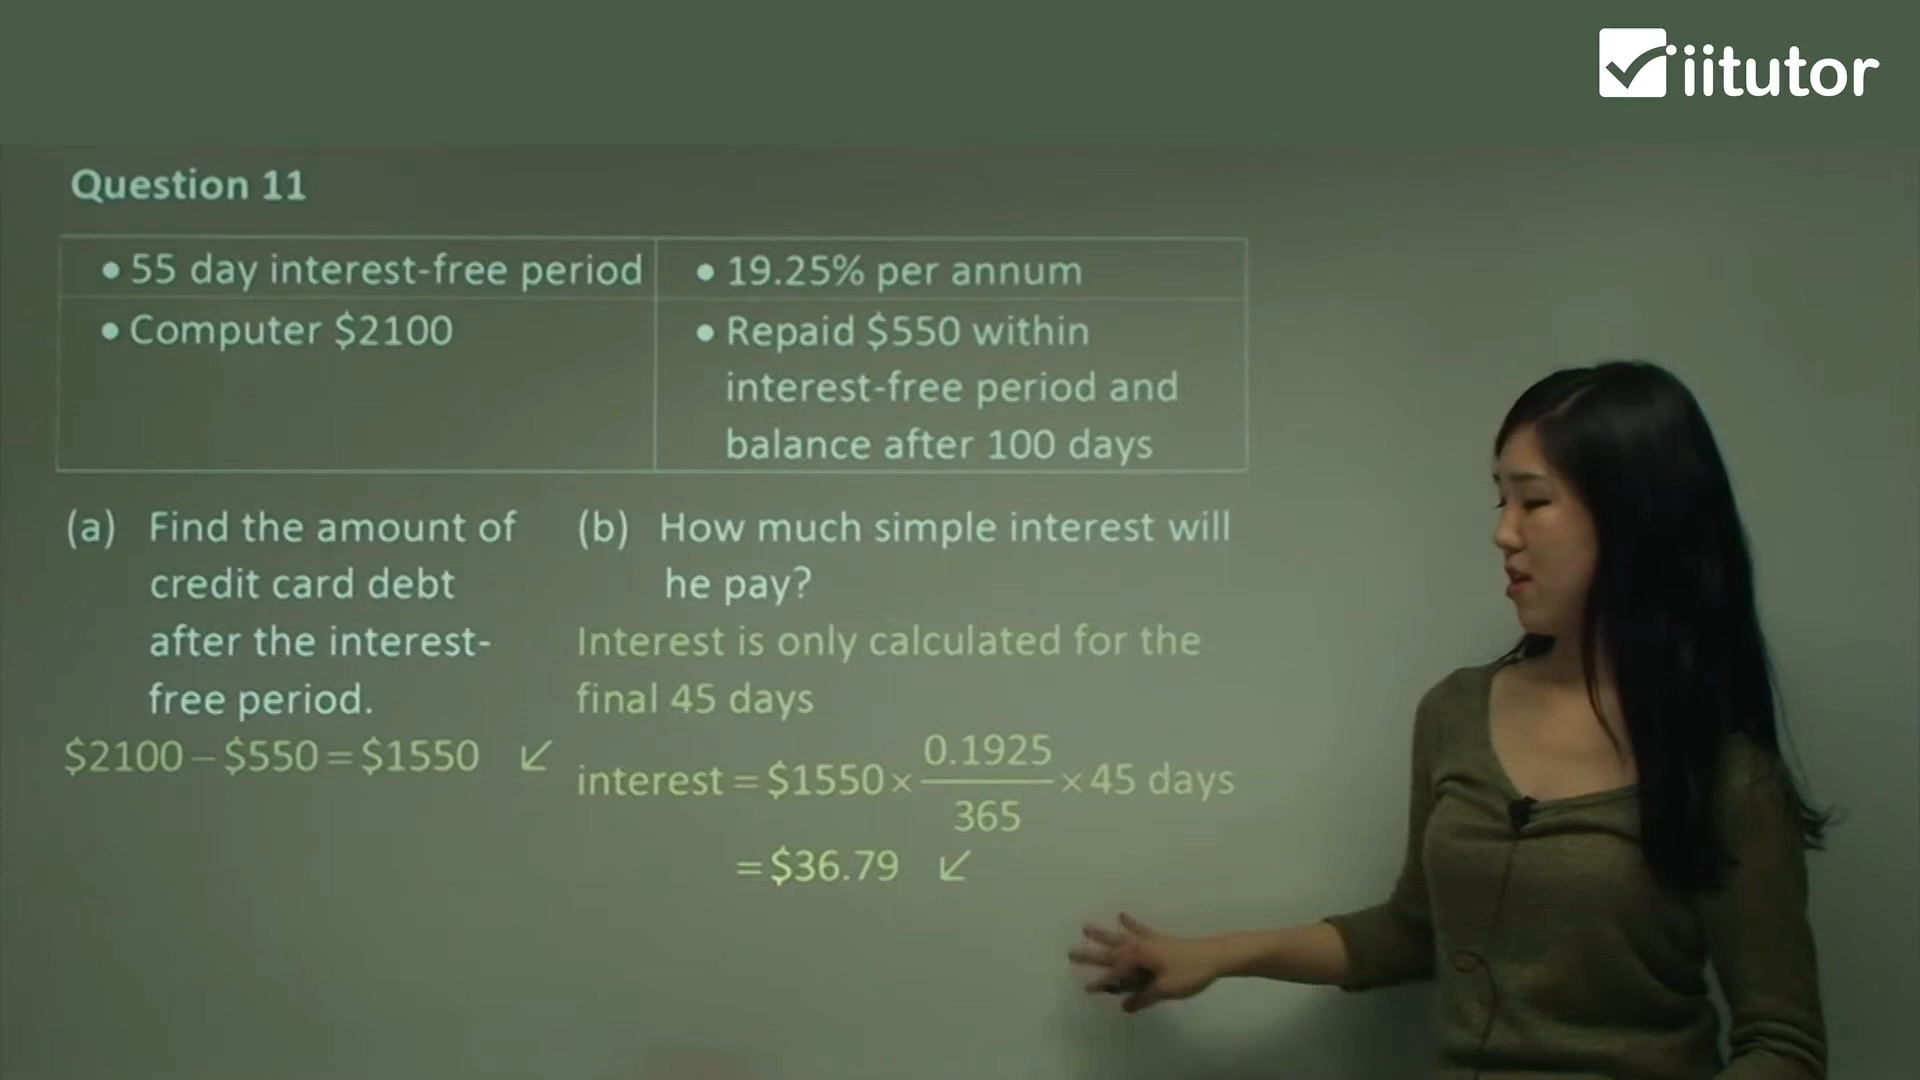 iitutor
Question 11
• 55 day interest-free period
• 19.25% per annum
• Computer $2100
• Repaid $550 within
interest-free period and
balance after 100 days
(a) Find the amount of
credit card debt
after the interest-
free period.
$2100 – $550 = $1550 ↙
(b) How much simple interest will
he pay?
Interest is only calculated for the
final 45 days
interest = $1550 × 0.1925/365 × 45 days
= $36.79 ↙